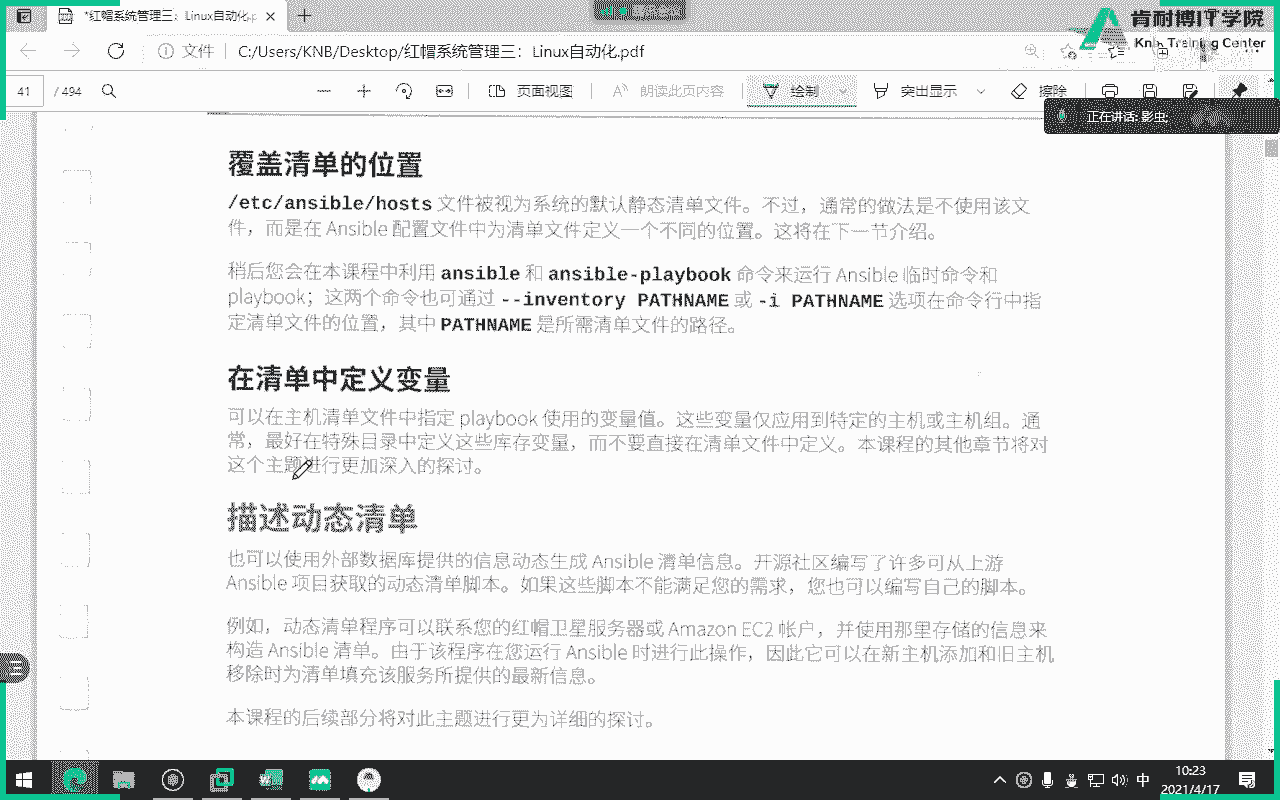 *红帽系统管理三：Linux自动化.p
肯耐博IT学院
Knb Training Center
文件 C:/Users/KNB/Desktop/红帽系统管理三：Linux自动化.pdf
41 / 494 页面视图 朗读此页内容 绘制 突出显示 擦除
正在讲话: 影虫;
覆盖清单的位置
/etc/ansible/hosts 文件被视为系统的默认静态清单文件。不过，通常的做法是不使用该文
件，而是在 Ansible 配置文件中为清单文件定义一个不同的位置。这将在下一节介绍。
稍后您会在本课程中利用 ansible 和 ansible-playbook 命令来运行 Ansible 临时命令和
playbook；这两个命令也可通过 --inventory PATHNAME 或 -i PATHNAME 选项在命令行中指
定清单文件的位置，其中 PATHNAME 是所需清单文件的路径。
在清单中定义变量
可以在主机清单文件中指定 playbook 使用的变量值。这些变量仅应用到特定的主机或主机组。通
常，最好在特殊目录中定义这些库存变量，而不要直接在清单文件中定义。本课程的其他章节将对
这个主题进行更加深入的探讨。
描述动态清单
也可以使用外部数据库提供的信息动态生成 Ansible 清单信息。开源社区编写了许多可从上游
Ansible 项目获取的动态清单脚本。如果这些脚本不能满足您的需求，您也可以编写自己的脚本。
例如，动态清单程序可以联系您的红帽卫星服务器或 Amazon EC2 帐户，并使用那里存储的信息来
构造 Ansible 清单。由于该程序在您运行 Ansible 时进行此操作，因此它可以在新主机添加和旧主机
移除时为清单填充该服务所提供的最新信息。
本课程的后续部分将对此主题进行更为详细的探讨。
中
10:23
2021/4/17